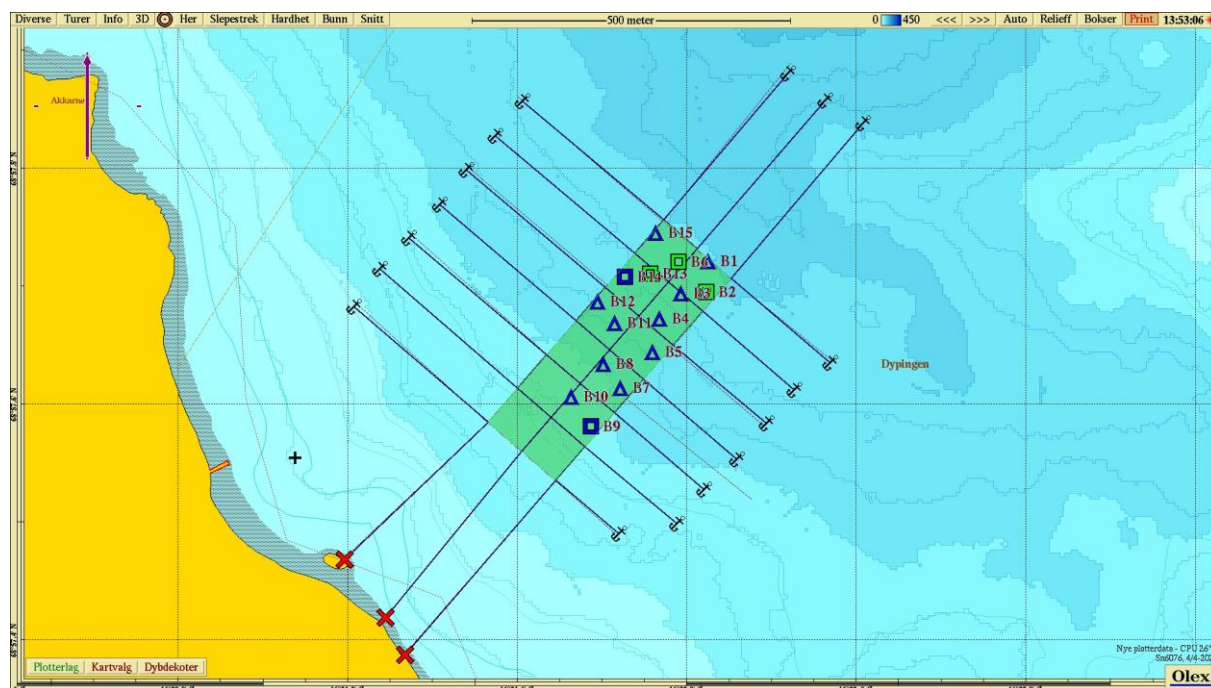 Diverse Turer Info 3D Her Slepestrek Hardhet Bunn Snitt 500 meter 0 450 <<< >>> Auto Relieff Bokser Print 13:53:06
Akkarne
B15
B6 B1
B14 B13
B3 B2
B12
B11 B4
B5
B8
B7
B10
B9
Dypingen
Nye plotterdata - CPU 26°
Plotterlag Kartvalg Dybdekoter
Olex